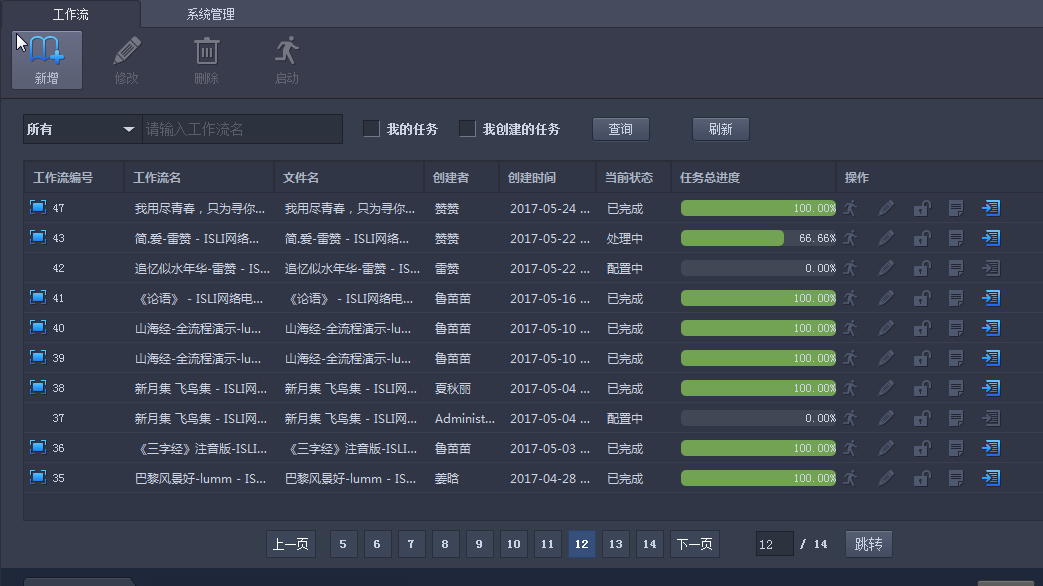 工作流 系统管理
新增 修改 删除 启动
所有 请输入工作流名 我的任务 我创建的任务 查询 刷新
工作流编号 工作流名 文件名 创建者 创建时间 当前状态 任务总进度 操作
47 我用尽青春，只为寻你... 我用尽青春，只为寻你... 赞赞 2017-05-24 ... 已完成 100.00%
43 简.爱-雷赞 - ISLI网络... 简.爱-雷赞 - ISLI网络... 赞赞 2017-05-22 ... 处理中 66.66%
42 追忆似水年华-雷赞 - IS... 追忆似水年华-雷赞 - IS... 雷赞 2017-05-22 ... 配置中 0.00%
41 《论语》 - ISLI网络电... 《论语》 - ISLI网络电... 鲁苗苗 2017-05-16 ... 已完成 100.00%
40 山海经-全流程演示-lu... 山海经-全流程演示-lu... 鲁苗苗 2017-05-10 ... 已完成 100.00%
39 山海经-全流程演示-lu... 山海经-全流程演示-lu... 鲁苗苗 2017-05-10 ... 已完成 100.00%
38 新月集 飞鸟集 - ISLI网... 新月集 飞鸟集 - ISLI网... 夏秋丽 2017-05-04 ... 已完成 100.00%
37 新月集 飞鸟集 - ISLI网... 新月集 飞鸟集 - ISLI网... Administ... 2017-05-04 ... 配置中 0.00%
36 《三字经》注音版-ISLI... 《三字经》注音版-ISLI... 鲁苗苗 2017-05-03 ... 已完成 100.00%
35 巴黎风景好-lumm - IS... 巴黎风景好-lumm - IS... 姜晗 2017-04-28 ... 已完成 100.00%
上一页 5 6 7 8 9 10 11 12 13 14 下一页 12 / 14 跳转